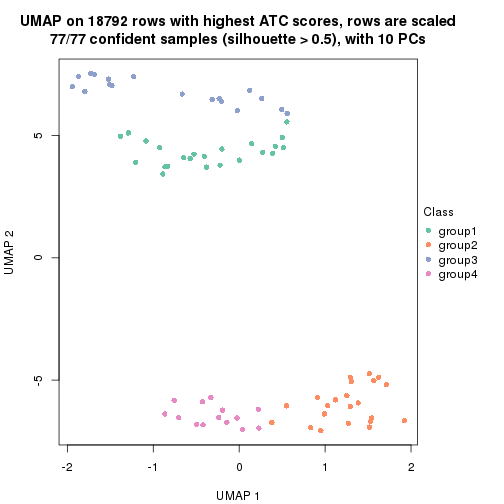 UMAP on 18792 rows with highest ATC scores, rows are scaled
77/77 confident samples (silhouette > 0.5), with 10 PCs
5
0
-5
UMAP 2
-2
-1
0
1
2
UMAP 1
Class
group1
group2
group3
group4